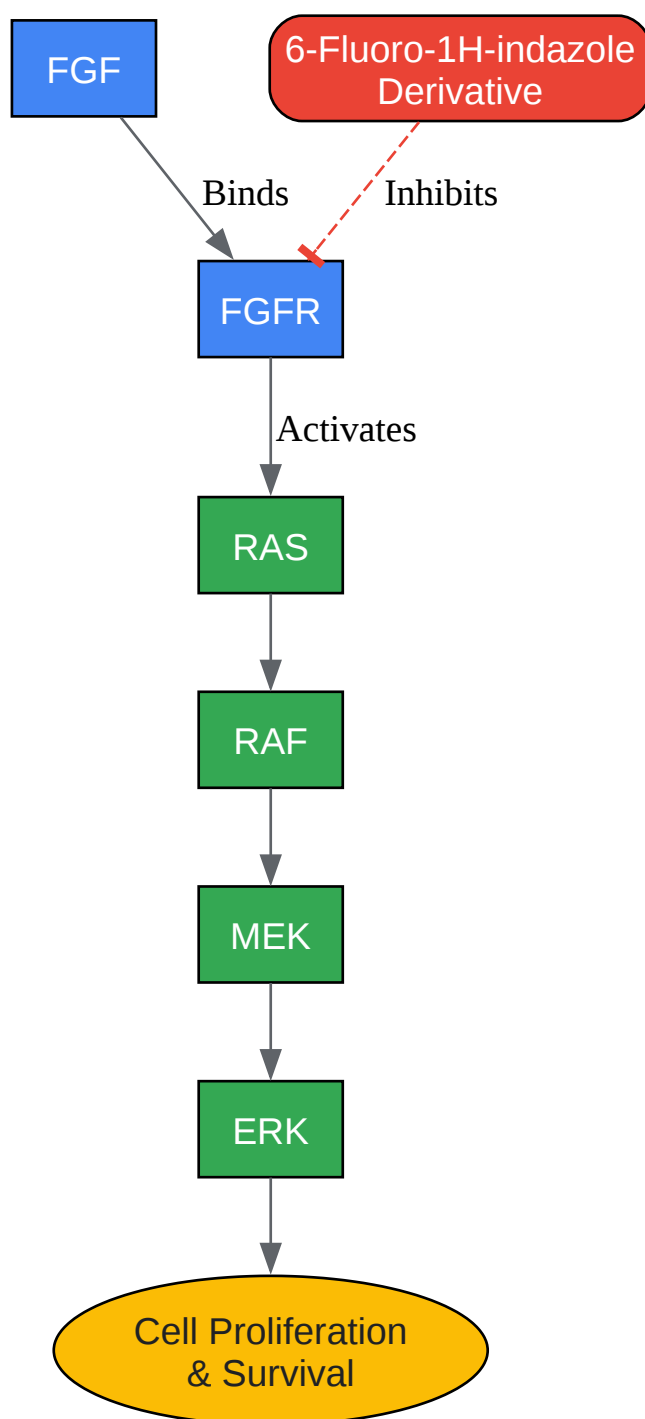 FGF
6-Fluoro-1H-indazole
Derivative
Binds
Inhibits
FGFR
Activates
RAS
RAF
MEK
ERK
Cell Proliferation
& Survival